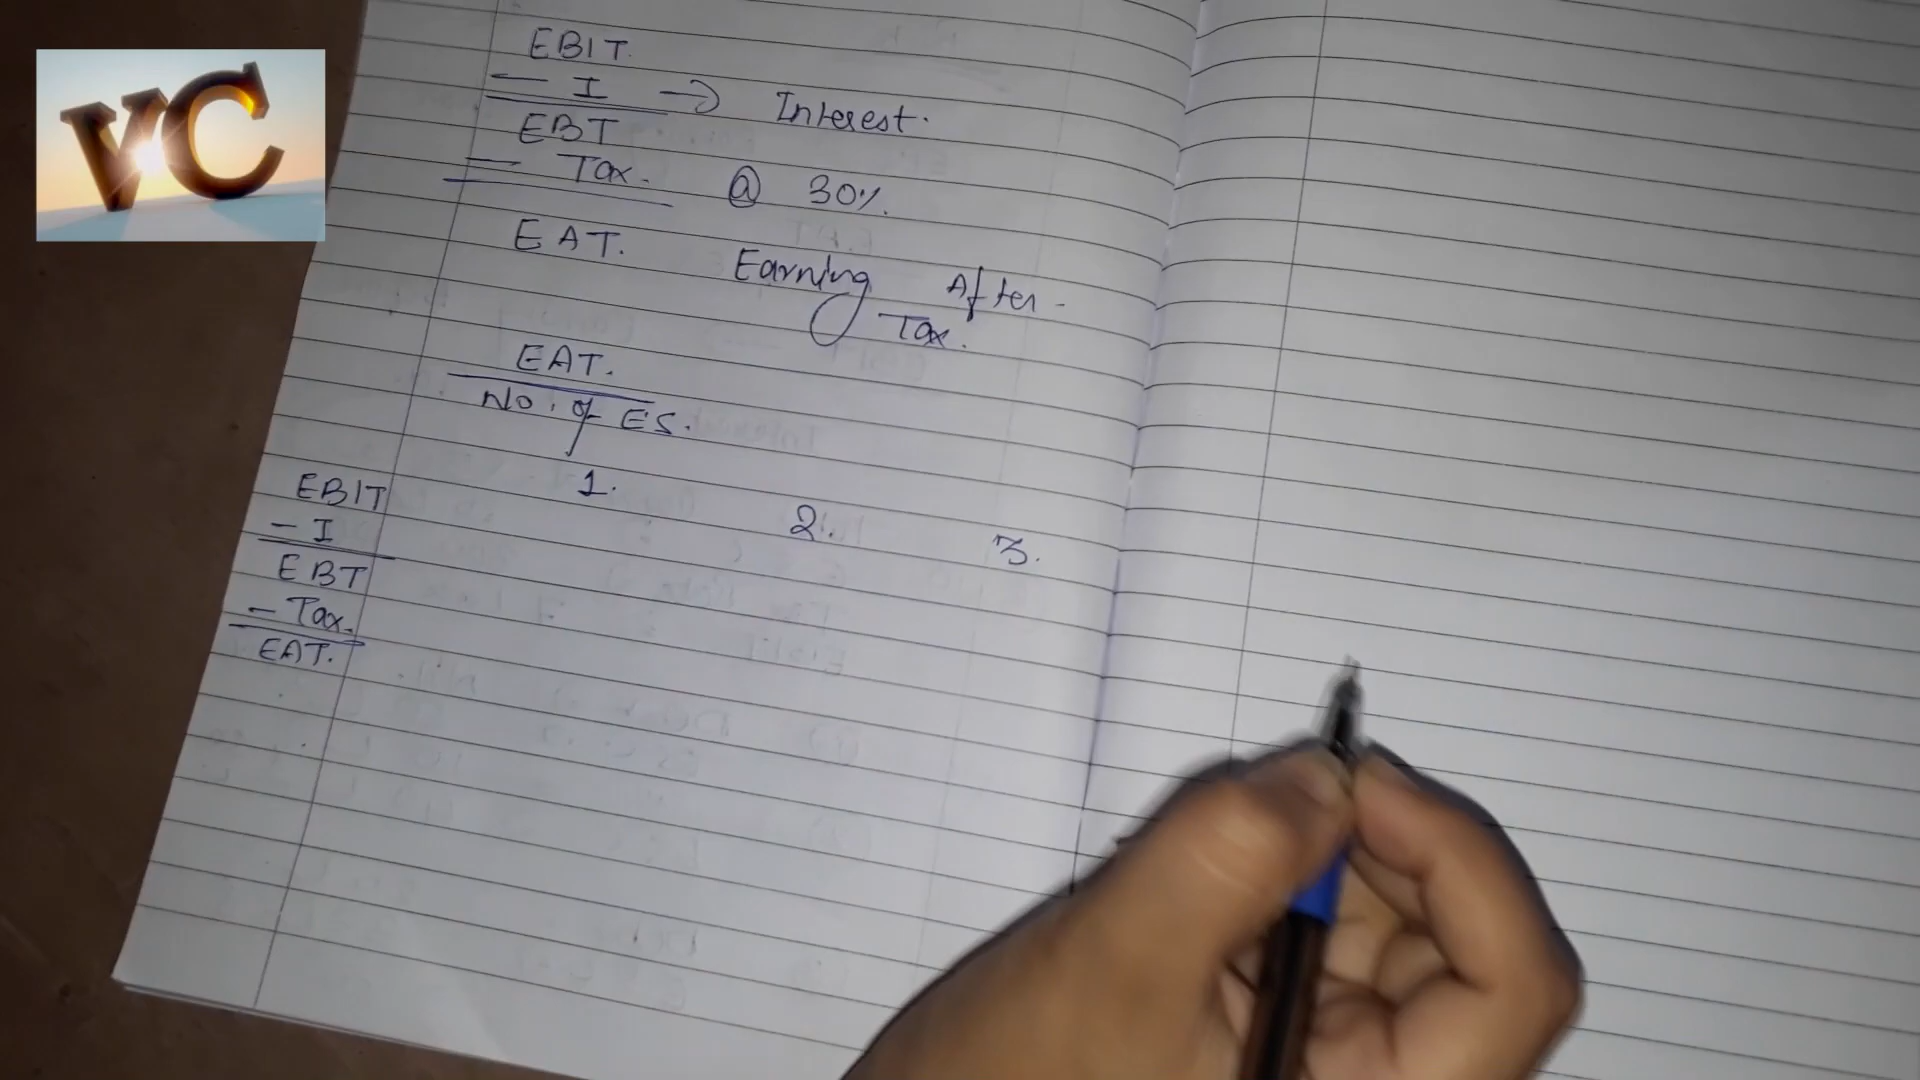 VC
EBIT.
— I → Interest.
EBT
— Tax. @ 30%.
EAT. Earning After -
Tax.
EAT.
No. of ES.
1. 2. 3.
EBIT
- I
EBT
- Tax.
EAT.